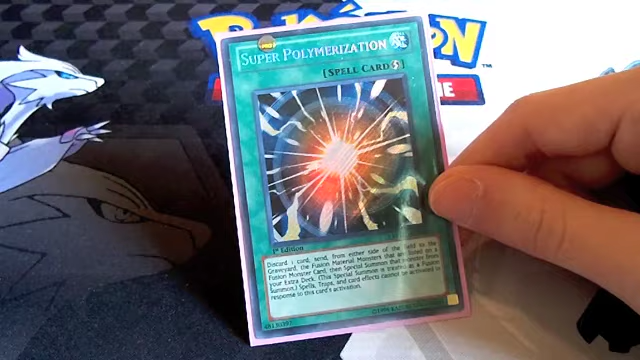 Pokémon
SUPER POLYMERIZATION
[SPELL CARD]
1st Edition
Discard 1 card; send, from either side of the field to the
Graveyard, the Fusion Material Monsters that are listed on a
Fusion Monster Card, then Special Summon that Monster from
your Extra Deck. (This Special Summon is treated as a Fusion
Summon.) Spells, Traps, and card effects cannot be activated in
response to this card's activation.